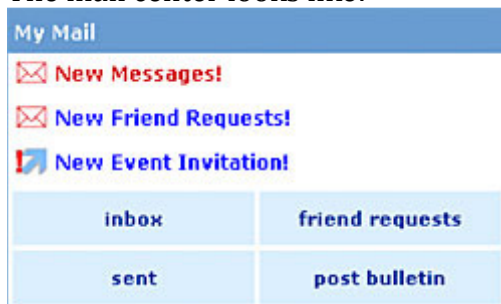 My Mail
New Messages!
New Friend Requests!
New Event Invitation!
inbox friend requests
sent post bulletin